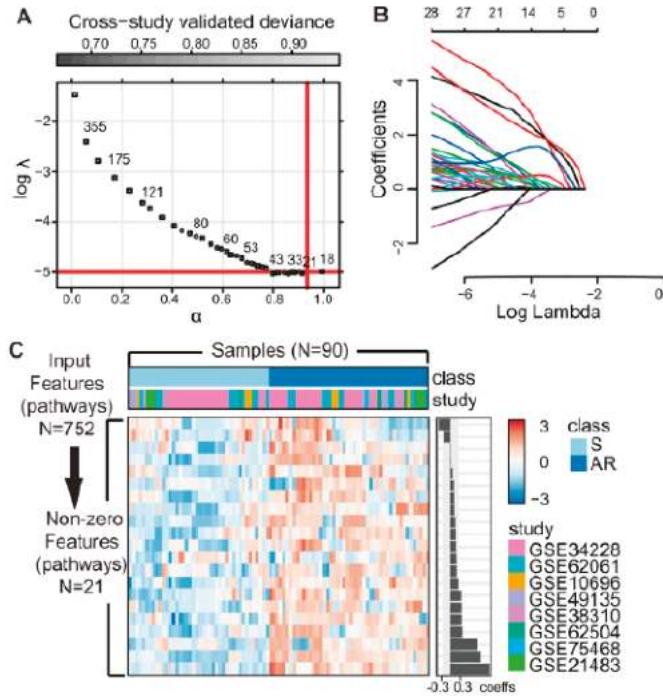 A
Cross-study validated deviance
0,70 0,75 0,80 0,85 0,90
355
175
121
80
60
53
43 33 21 18
−2
−3
−4
−5
log λ
0.0 0.2 0.4 0.6 0.8 1.0
α
B
28 27 21 14 12 0
4
2
0
−2
Coefficients
−6 −4 −2 0
Log Lambda
C
Input
Features
(pathways)
N=752
Non-zero
Features
(pathways)
N=21
Samples (N=90)
class
study
-0.3 0.3 coeffs
3
0
−3
class
S
AR
study
GSE34228
GSE62061
GSE10696
GSE49135
GSE38310
GSE62504
GSE75468
GSE21483